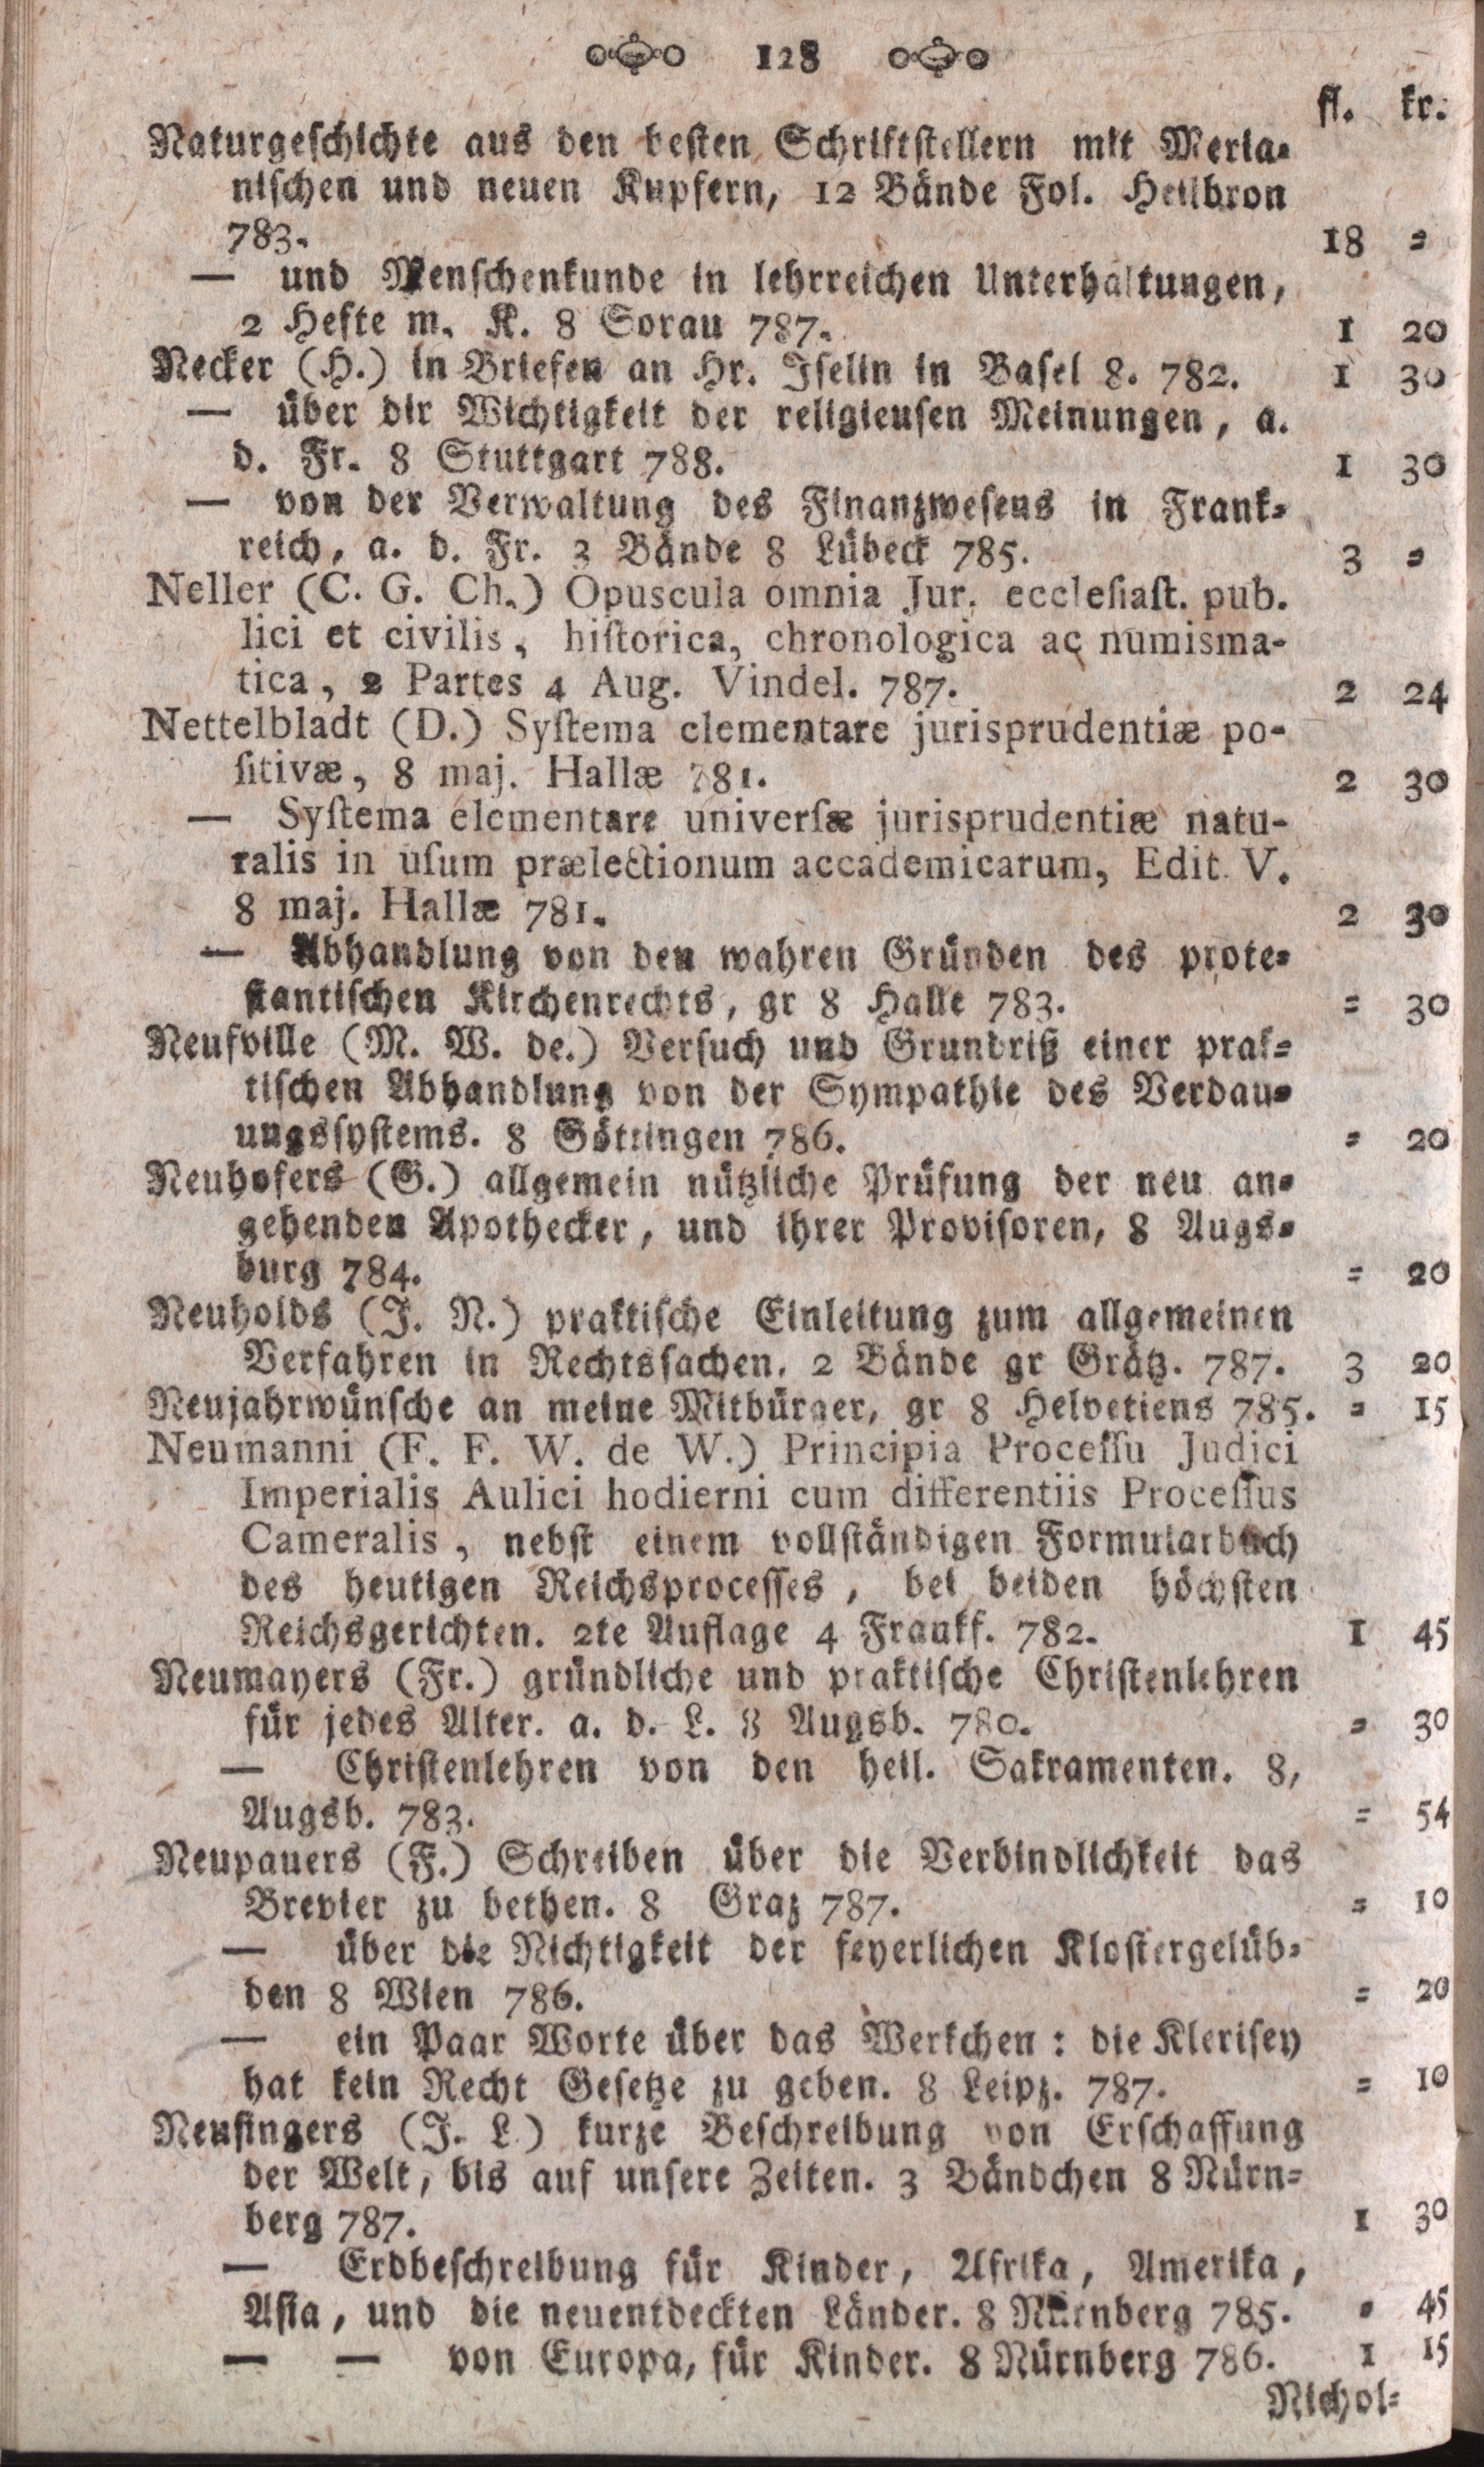 128
fl. kr.
Naturgeschichte aus den besten Schriftstellern mit Meria-
nischen und neuen Kupfern, 12 Bände Fol. Heilbron
783. 18 =
— und Menschenkunde in lehrreichen Unterhaltungen,
2 Hefte m. K. 8 Sorau 787. 1 20
Necker (H.) in Briefen an Hr. Iselin in Basel 8. 782. 1 30
— über dir Wichtigkeit der religieusen Meinungen, a.
d. Fr. 8 Stuttgart 788. 1 30
— von der Verwaltung des Finanzwesens in Frank-
reich, a. d. Fr. 3 Bände 8 Lübeck 785. 3 =
Neller (C. G. Ch.) Opuscula omnia Jur. ecclesiaſt. pub.
lici et civilis, hiſtorica, chronologica ac numisma-
tica, 2 Partes 4 Aug. Vindel. 787. 2 24
Nettelbladt (D.) Syſtema elementare jurisprudentiæ po-
ſitivæ, 8 maj. Hallæ 781. 2 30
— Syſtema elementare univerſæ jurisprudentiæ natu-
ralis in uſum prælectionum accademicarum, Edit. V.
8 maj. Hallæ 781. 2 30
— Abhandlung von den wahren Gründen des prote-
stantischen Kirchenrechts, gr 8 Halle 783. = 30
Neufville (M. W. de.) Versuch und Grundriß einer prak-
tischen Abhandlung von der Sympathie des Verdau-
ungssystems. 8 Göttingen 786. = 20
Neuhofers (G.) allgemein nützliche Prüfung der neu an-
gehenden Apothecker, und ihrer Provisoren, 8 Augs-
burg 784. = 20
Neuholds (J. N.) praktische Einleitung zum allgemeinen
Verfahren in Rechtssachen. 2 Bände gr Grätz. 787. 3 20
Neujahrwünsche an meine Mitbürger, gr 8 Helvetiens 785. = 15
Neumanni (F. F. W. de W.) Principia Proceſſu Judici
Imperialis Aulici hodierni cum differentiis Proceſſus
Cameralis, nebst einem vollständigen Formularbuch
des heutigen Reichsprocesses, bei beiden höchsten
Reichsgerichten. 2te Auflage 4 Frankf. 782. 1 45
Neumayers (Fr.) gründliche und praktische Christenlehren
für jedes Alter. a. d. L. 8 Augsb. 780. = 30
— Christenlehren von den heil. Sakramenten. 8,
Augsb. 783. = 54
Neupauers (F.) Schreiben über die Verbindlichkeit das
Brevier zu bethen. 8 Graz 787. = 10
— über die Nichtigkeit der feyerlichen Klostergelüb-
den 8 Wien 786. = 20
— ein Paar Worte über das Werkchen: die Klerisey
hat kein Recht Gesetze zu geben. 8 Leipz. 787. = 10
Neusingers (J. L.) kurze Beschreibung von Erschaffung
der Welt, bis auf unsere Zeiten. 3 Bändchen 8 Nürn-
berg 787. 1 30
— Erdbeschreibung für Kinder, Afrika, Amerika,
Asia, und die neuentdeckten Länder. 8 Nürnberg 785. = 45
— — von Europa, für Kinder. 8 Nürnberg 786. 1 15
Nichol-